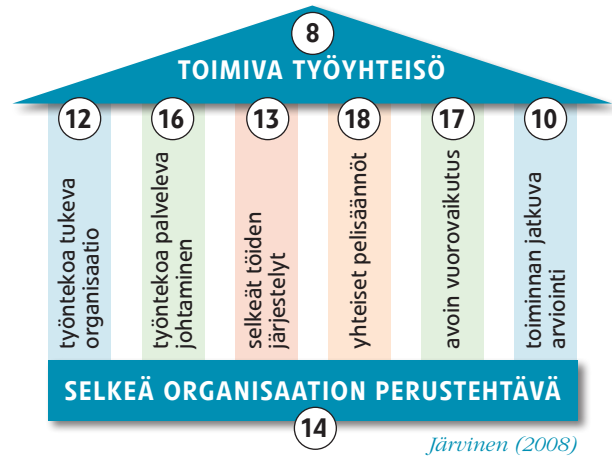 8
TOIMIVA TYÖYHTEISÖ
12
16
13
18
17
10
työntekoa tukeva
organisaatio
työntekoa palveleva
johtaminen
selkeät töiden
järjestelyt
yhteiset pelisäännöt
avoin vuorovaikutus
toiminnan jatkuva
arviointi
SELKEÄ ORGANISAATION PERUSTEHTÄVÄ
14
Järvinen (2008)